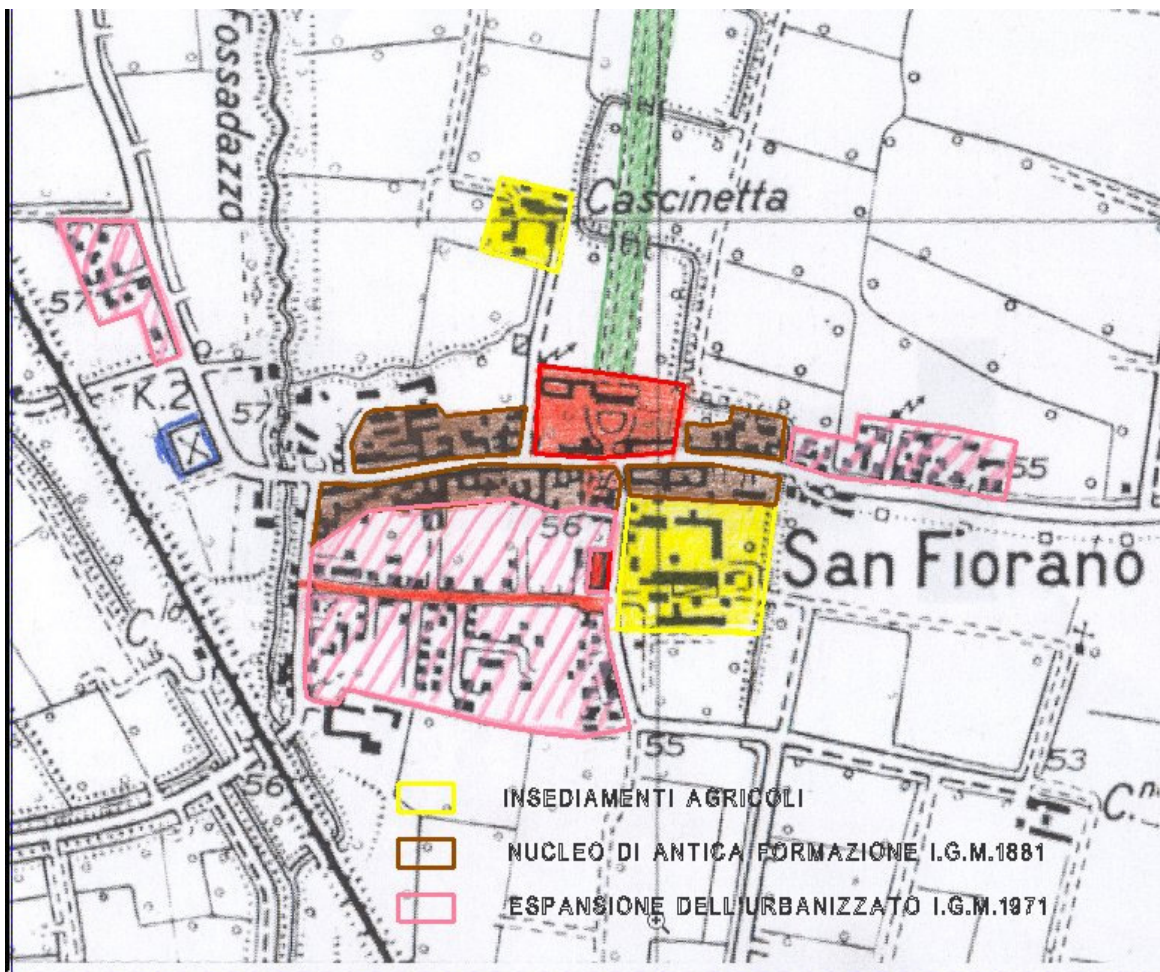 Fossadazzo
Cascinetta
57
K.2
57
55
56
San Fiorano
C
55
53
56
C.na
INSEDIAMENTI AGRICOLI
NUCLEO DI ANTICA FORMAZIONE I.G.M.1881
ESPANSIONE DELL'URBANIZZATO I.G.M.1971